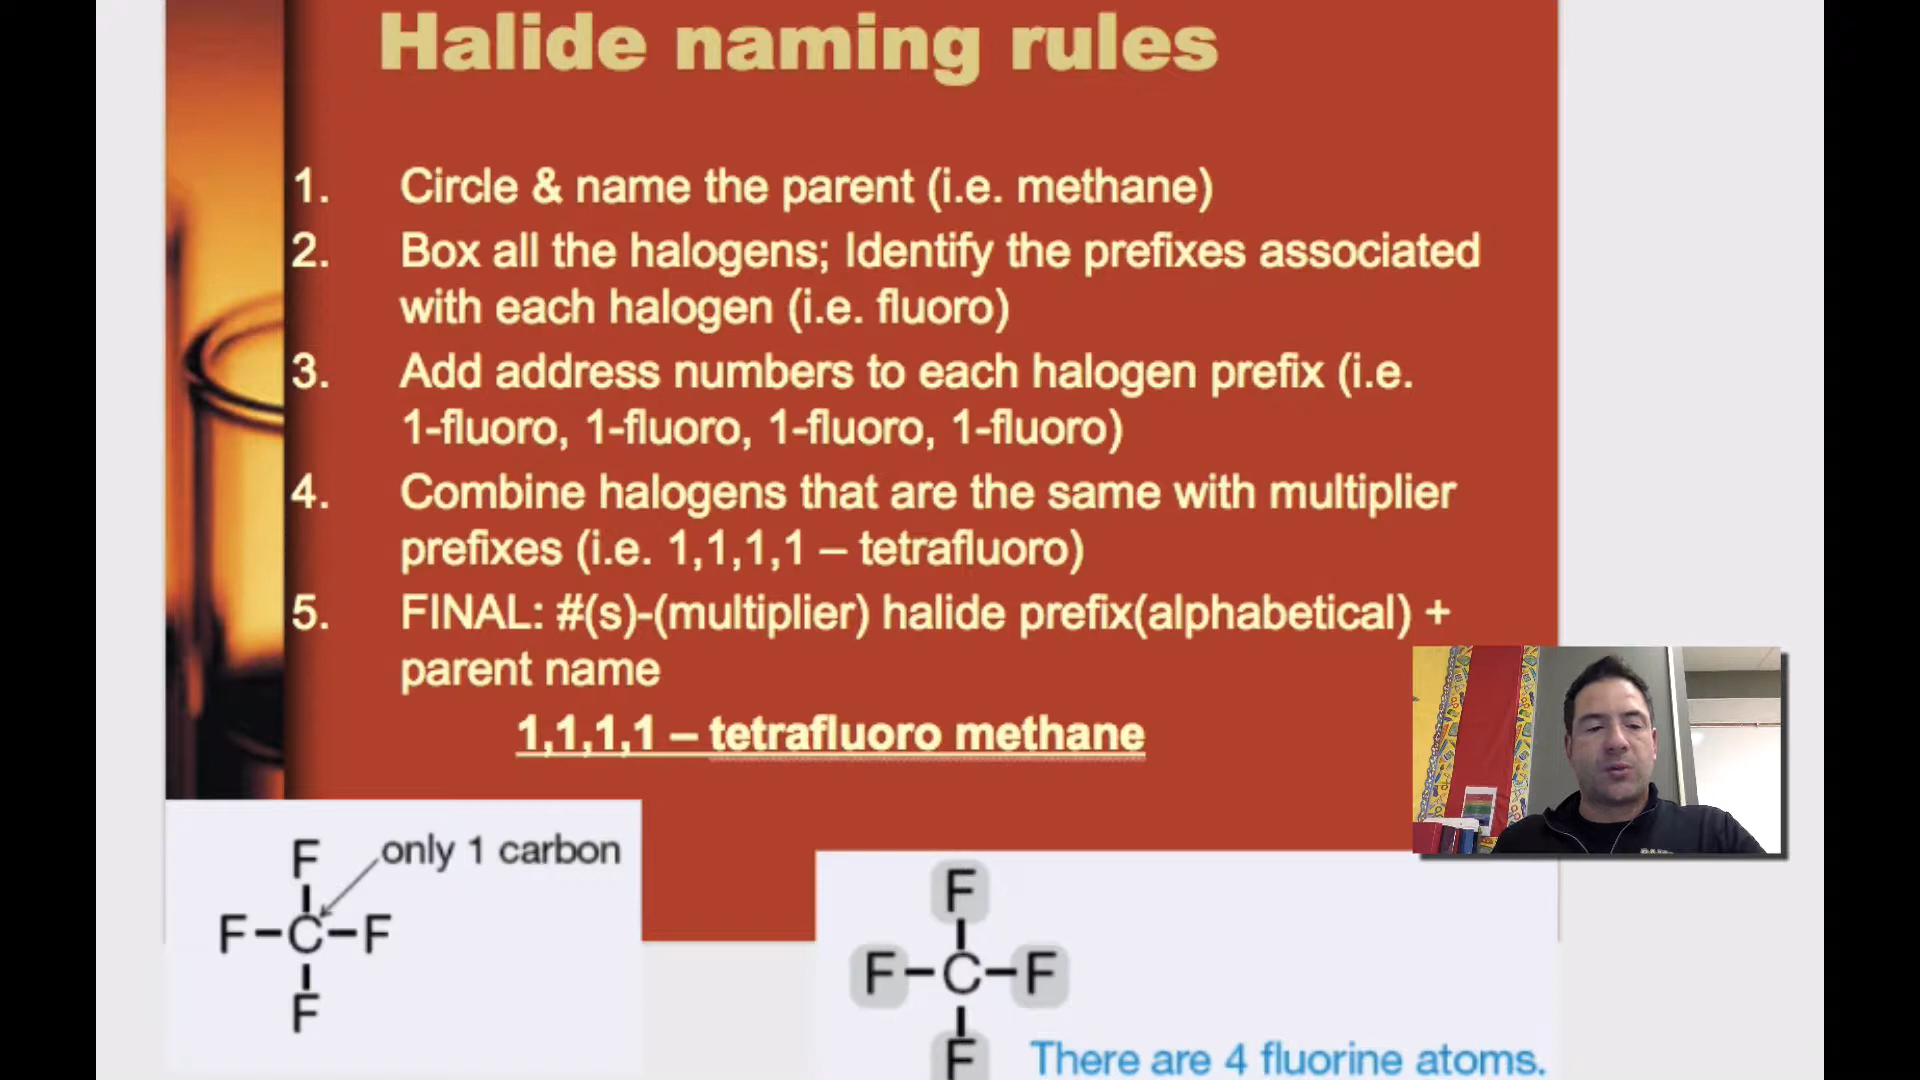 Halide naming rules
1. Circle & name the parent (i.e. methane)
2. Box all the halogens; Identify the prefixes associated
with each halogen (i.e. fluoro)
3. Add address numbers to each halogen prefix (i.e.
1-fluoro, 1-fluoro, 1-fluoro, 1-fluoro)
4. Combine halogens that are the same with multiplier
prefixes (i.e. 1,1,1,1 – tetrafluoro)
5. FINAL: #(s)-(multiplier) halide prefix(alphabetical) +
parent name
1,1,1,1 – tetrafluoro methane
F
only 1 carbon
F-C-F
F
F
F-C-F
F
There are 4 fluorine atoms.